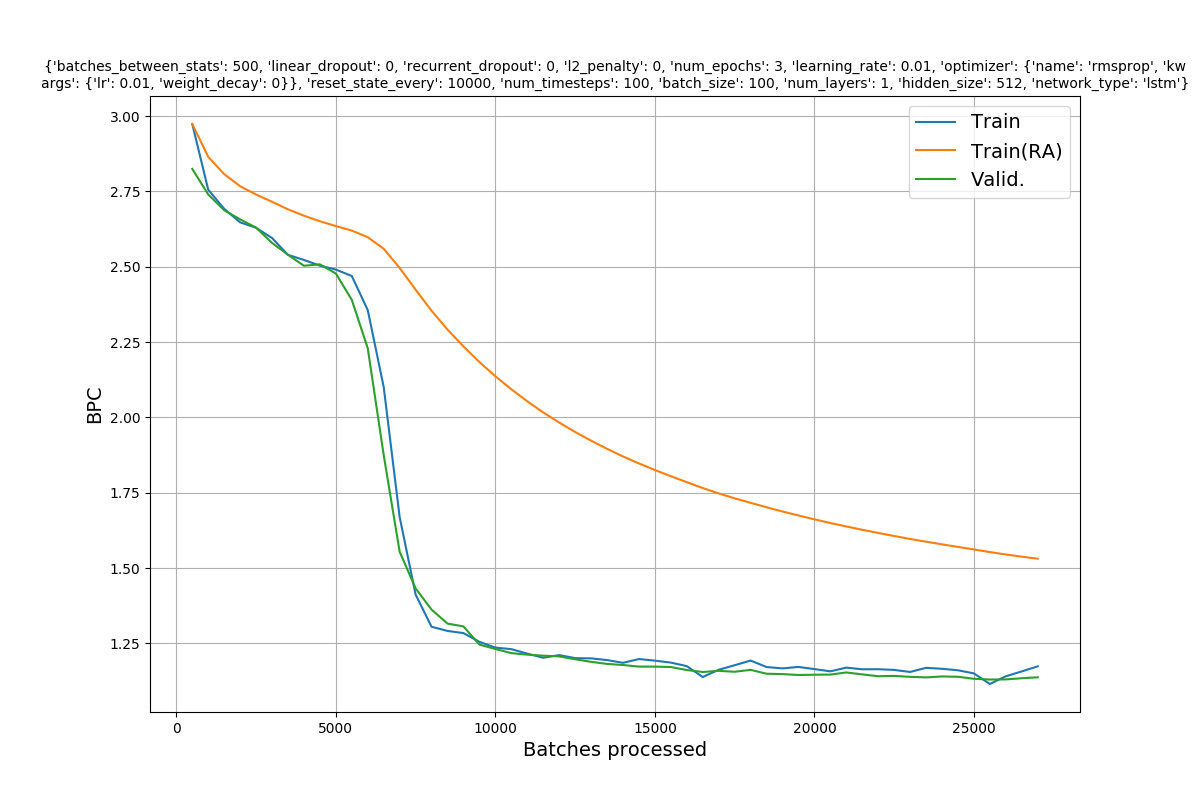 {'batches_between_stats': 500, 'linear_dropout': 0, 'recurrent_dropout': 0, 'l2_penalty': 0, 'num_epochs': 3, 'learning_rate': 0.01, 'optimizer': {'name': 'rmsprop', 'kw
args': {'lr': 0.01, 'weight_decay': 0}}, 'reset_state_every': 10000, 'num_timesteps': 100, 'batch_size': 100, 'num_layers': 1, 'hidden_size': 512, 'network_type': 'lstm'}
Train
Train(RA)
Valid.
BPC
3.00
2.75
2.50
2.25
2.00
1.75
1.50
1.25
0
5000
10000
15000
20000
25000
Batches processed